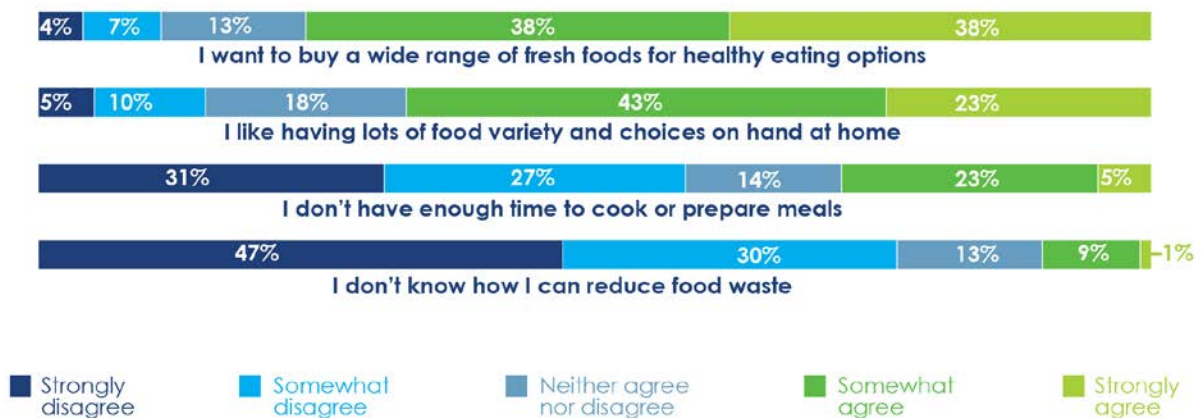 4% 7% 13% 38% 38%
I want to buy a wide range of fresh foods for healthy eating options
5% 10% 18% 43% 23%
I like having lots of food variety and choices on hand at home
31% 27% 14% 23% 5%
I don't have enough time to cook or prepare meals
47% 30% 13% 9% 1%
I don't know how I can reduce food waste
Strongly Somewhat Neither agree Somewhat Strongly
disagree disagree nor disagree agree agree